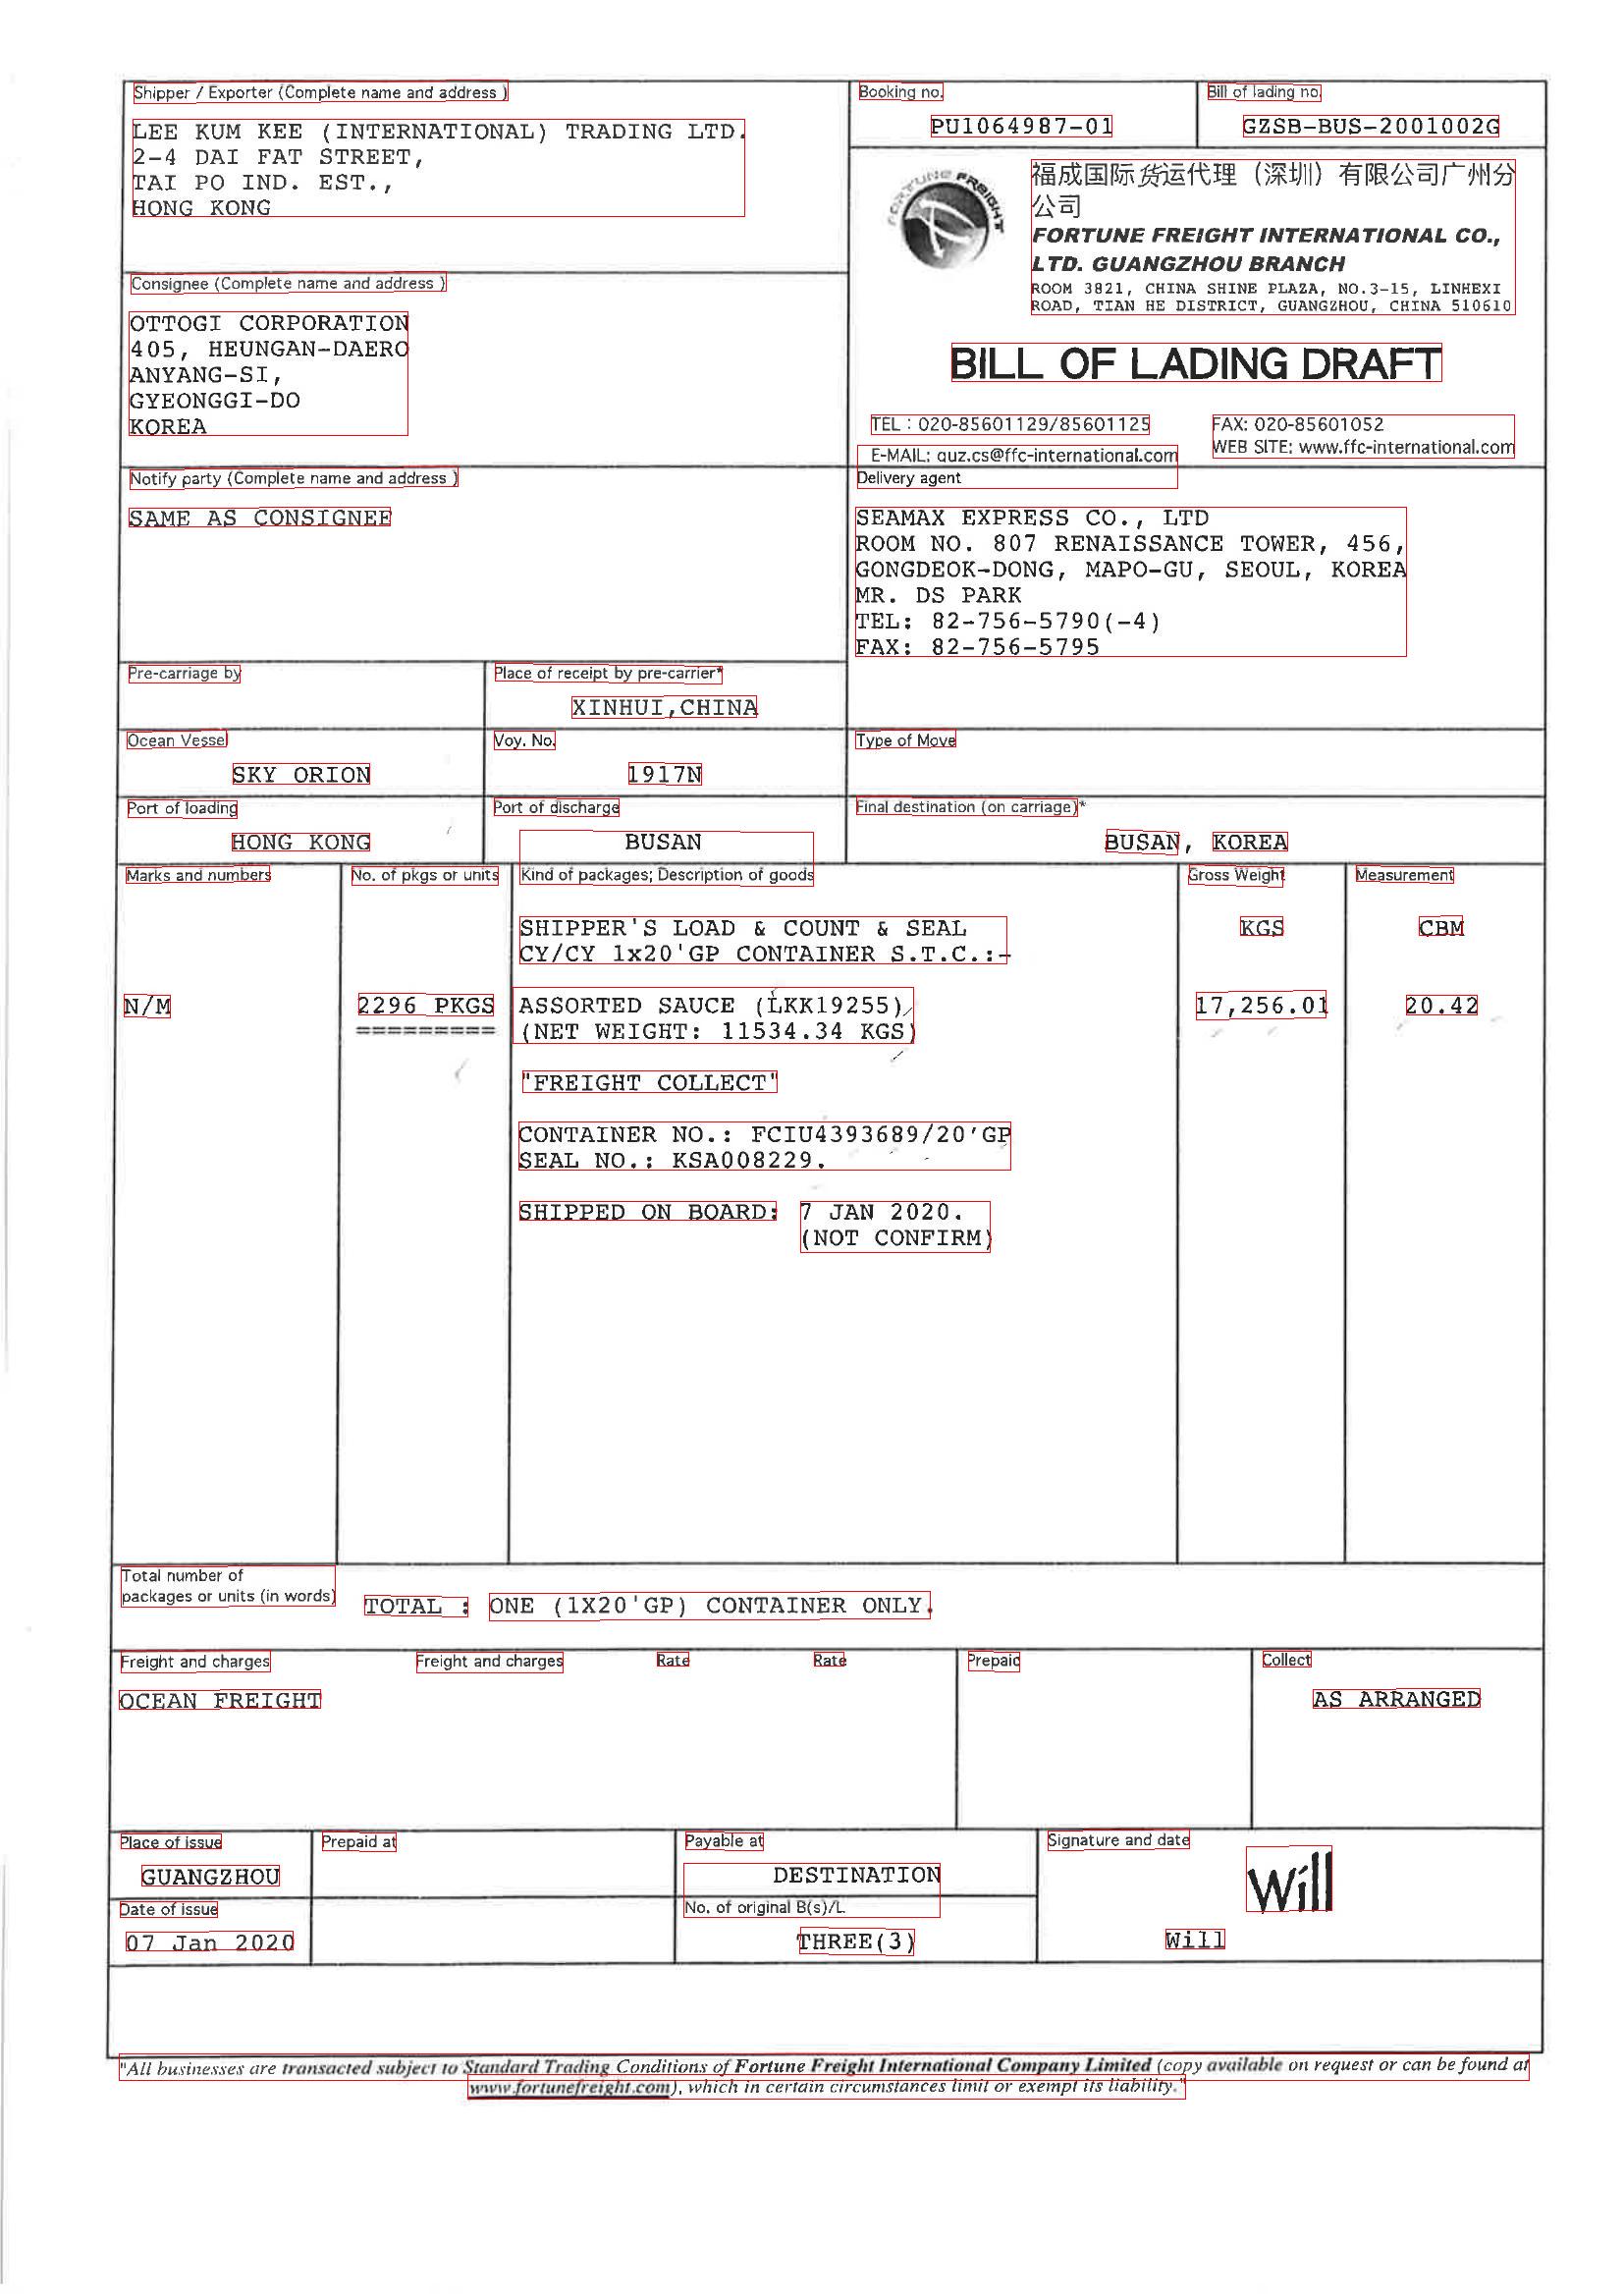 Shipper / Exporter (Complete name and address )
LEE KUM KEE (INTERNATIONAL) TRADING LTD.
2-4 DAI FAT STREET,
TAI PO IND. EST.,
HONG KONG
Booking no.
PU1064987-01
Bill of lading no.
GZSB-BUS-2001002G
FORTUNE FREIGHT
福成国际货运代理（深圳）有限公司广州分
公司
FORTUNE FREIGHT INTERNATIONAL CO.,
LTD. GUANGZHOU BRANCH
ROOM 3821, CHINA SHINE PLAZA, NO.3-15, LINHEXI
ROAD, TIAN HE DISTRICT, GUANGZHOU, CHINA 510610
Consignee (Complete name and address )
OTTOGI CORPORATION
405, HEUNGAN-DAERO
ANYANG-SI,
GYEONGGI-DO
KOREA
BILL OF LADING DRAFT
TEL : 020-85601129/85601125
FAX: 020-85601052
E-MAIL: guz.cs@ffc-international.com
WEB SITE: www.ffc-international.com
Notify party (Complete name and address )
SAME AS CONSIGNEE
Delivery agent
SEAMAX EXPRESS CO., LTD
ROOM NO. 807 RENAISSANCE TOWER, 456,
GONGDEOK-DONG, MAPO-GU, SEOUL, KOREA
MR. DS PARK
TEL: 82-756-5790(-4)
FAX: 82-756-5795
Pre-carriage by
Place of receipt by pre-carrier*
XINHUI,CHINA
Ocean Vessel
SKY ORION
Voy. No.
1917N
Type of Move
Port of loading
HONG KONG
Port of discharge
BUSAN
Final destination (on carriage)*
BUSAN, KOREA
Marks and numbers
No. of pkgs or units
Kind of packages; Description of goods
Gross Weight
Measurement
SHIPPER'S LOAD & COUNT & SEAL
KGS
CBM
CY/CY 1x20'GP CONTAINER S.T.C.:-
N/M
2296 PKGS
=========
ASSORTED SAUCE (LKK19255)
17,256.01
20.42
(NET WEIGHT: 11534.34 KGS)
"FREIGHT COLLECT"
CONTAINER NO.: FCIU4393689/20'GP
SEAL NO.: KSA008229.
SHIPPED ON BOARD: 7 JAN 2020.
(NOT CONFIRM)
Total number of
packages or units (in words)
TOTAL : ONE (1X20'GP) CONTAINER ONLY.
Freight and charges
Freight and charges
Rate
Rate
Prepaid
Collect
OCEAN FREIGHT
AS ARRANGED
Place of issue
GUANGZHOU
Prepaid at
Payable at
DESTINATION
Signature and date
Will
Date of issue
07 Jan 2020
No. of original B(s)/L
THREE(3)
Will
"All businesses are transacted subject to Standard Trading Conditions of Fortune Freight International Company Limited (copy available on request or can be found at
www.fortunefreight.com), which in certain circumstances limit or exempt its liability."